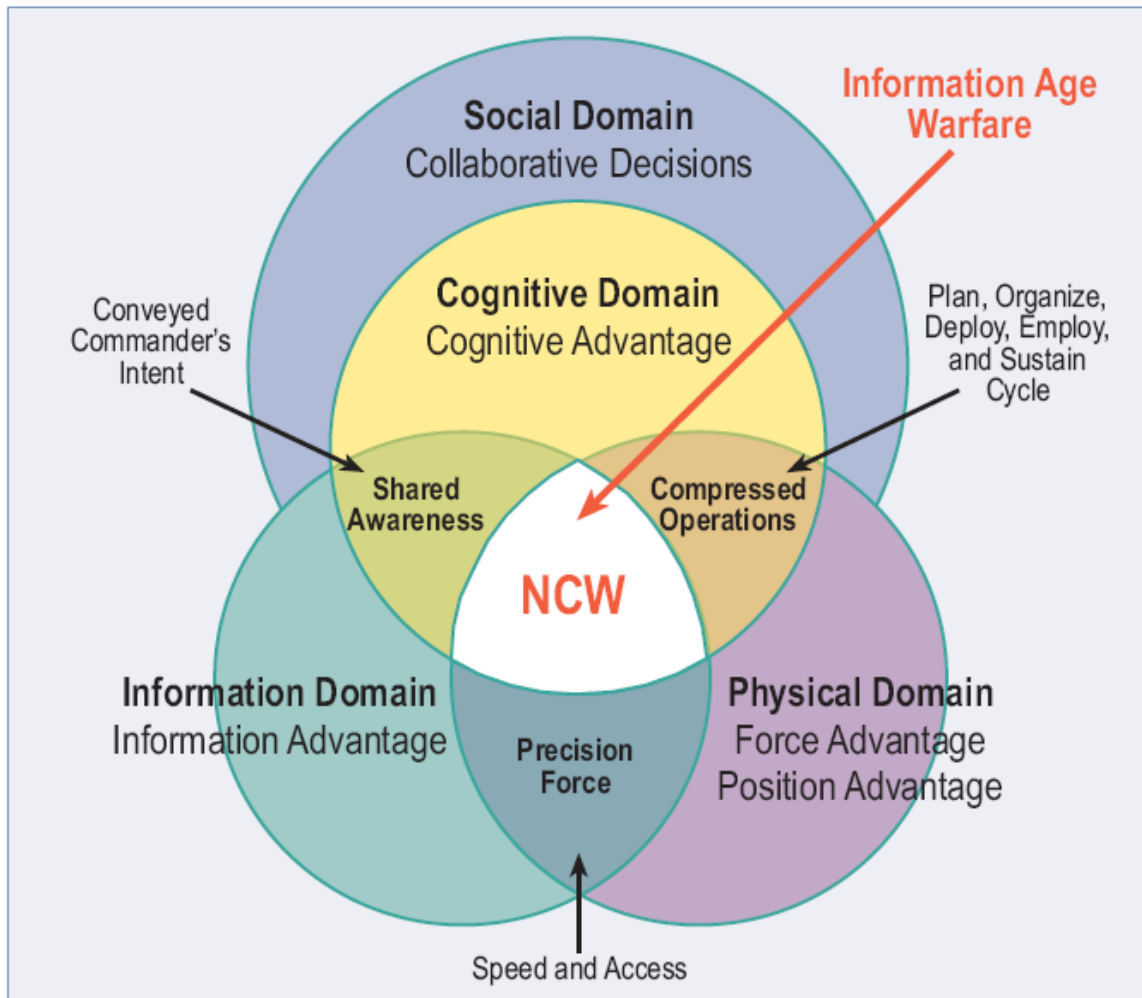 Information Age
Warfare
Social Domain
Collaborative Decisions
Cognitive Domain
Cognitive Advantage
Conveyed
Commander's
Intent
Plan, Organize,
Deploy, Employ,
and Sustain
Cycle
Shared
Awareness
Compressed
Operations
NCW
Information Domain
Information Advantage
Physical Domain
Force Advantage
Position Advantage
Precision
Force
Speed and Access